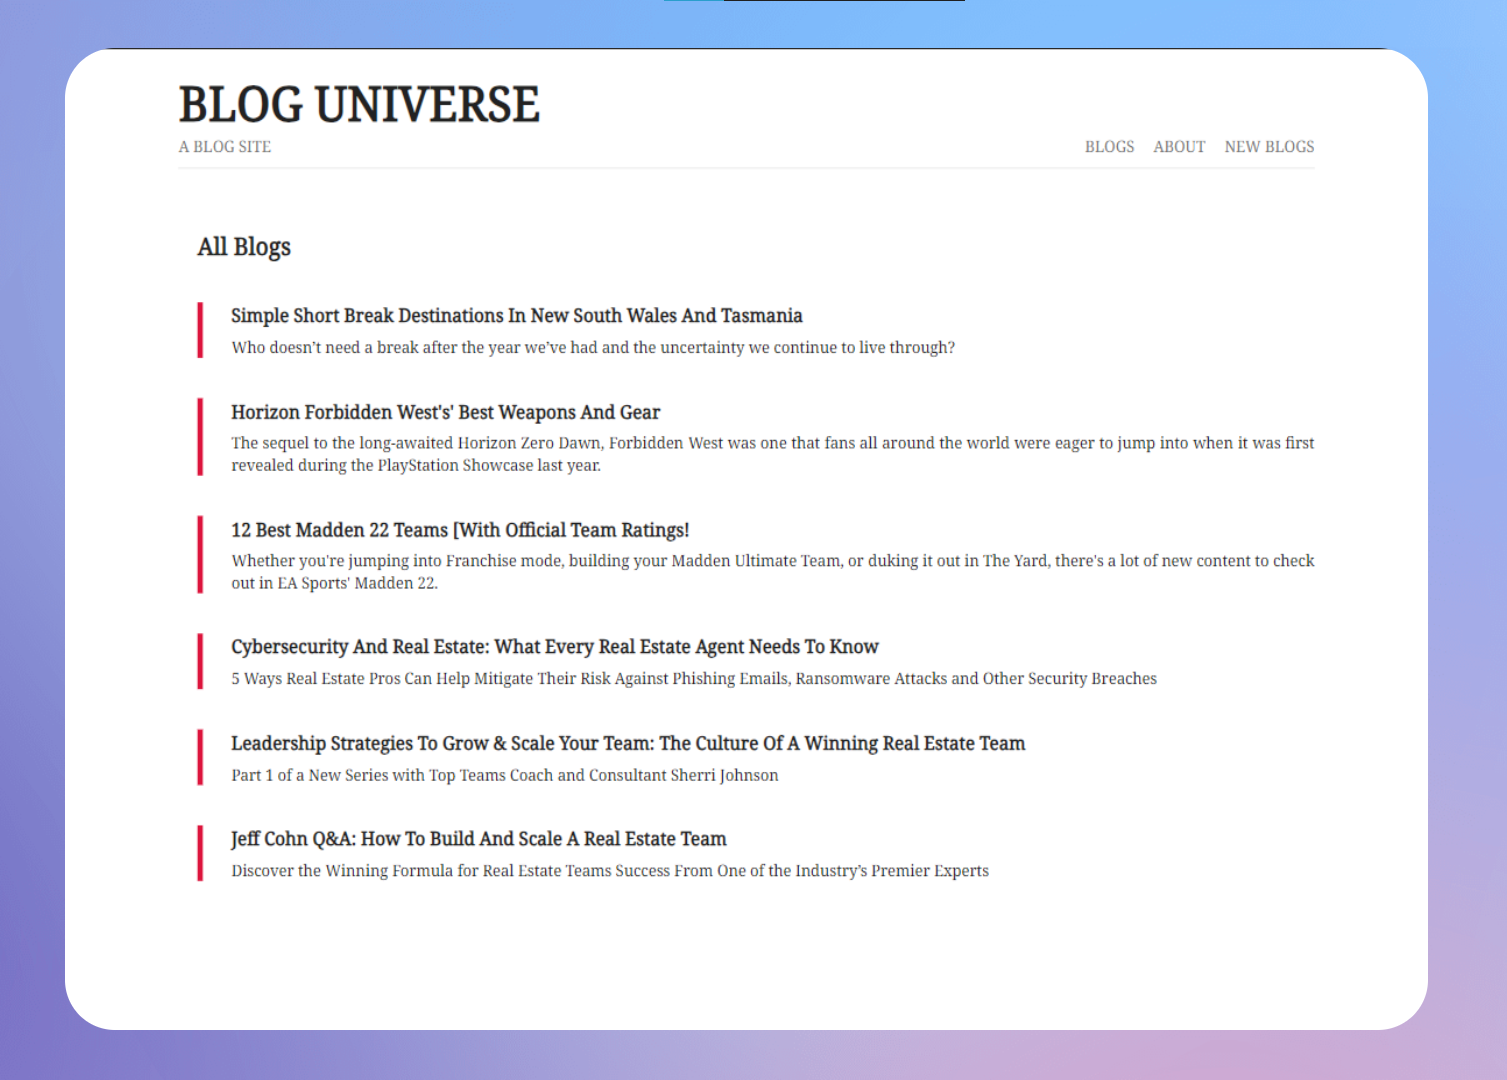 BLOG UNIVERSE
A BLOG SITE
BLOGS ABOUT NEW BLOGS
All Blogs
Simple Short Break Destinations In New South Wales And Tasmania
Who doesn’t need a break after the year we’ve had and the uncertainty we continue to live through?
Horizon Forbidden West's' Best Weapons And Gear
The sequel to the long-awaited Horizon Zero Dawn, Forbidden West was one that fans all around the world were eager to jump into when it was first
revealed during the PlayStation Showcase last year.
12 Best Madden 22 Teams [With Official Team Ratings!
Whether you're jumping into Franchise mode, building your Madden Ultimate Team, or duking it out in The Yard, there's a lot of new content to check
out in EA Sports' Madden 22.
Cybersecurity And Real Estate: What Every Real Estate Agent Needs To Know
5 Ways Real Estate Pros Can Help Mitigate Their Risk Against Phishing Emails, Ransomware Attacks and Other Security Breaches
Leadership Strategies To Grow & Scale Your Team: The Culture Of A Winning Real Estate Team
Part 1 of a New Series with Top Teams Coach and Consultant Sherri Johnson
Jeff Cohn Q&A: How To Build And Scale A Real Estate Team
Discover the Winning Formula for Real Estate Teams Success From One of the Industry’s Premier Experts